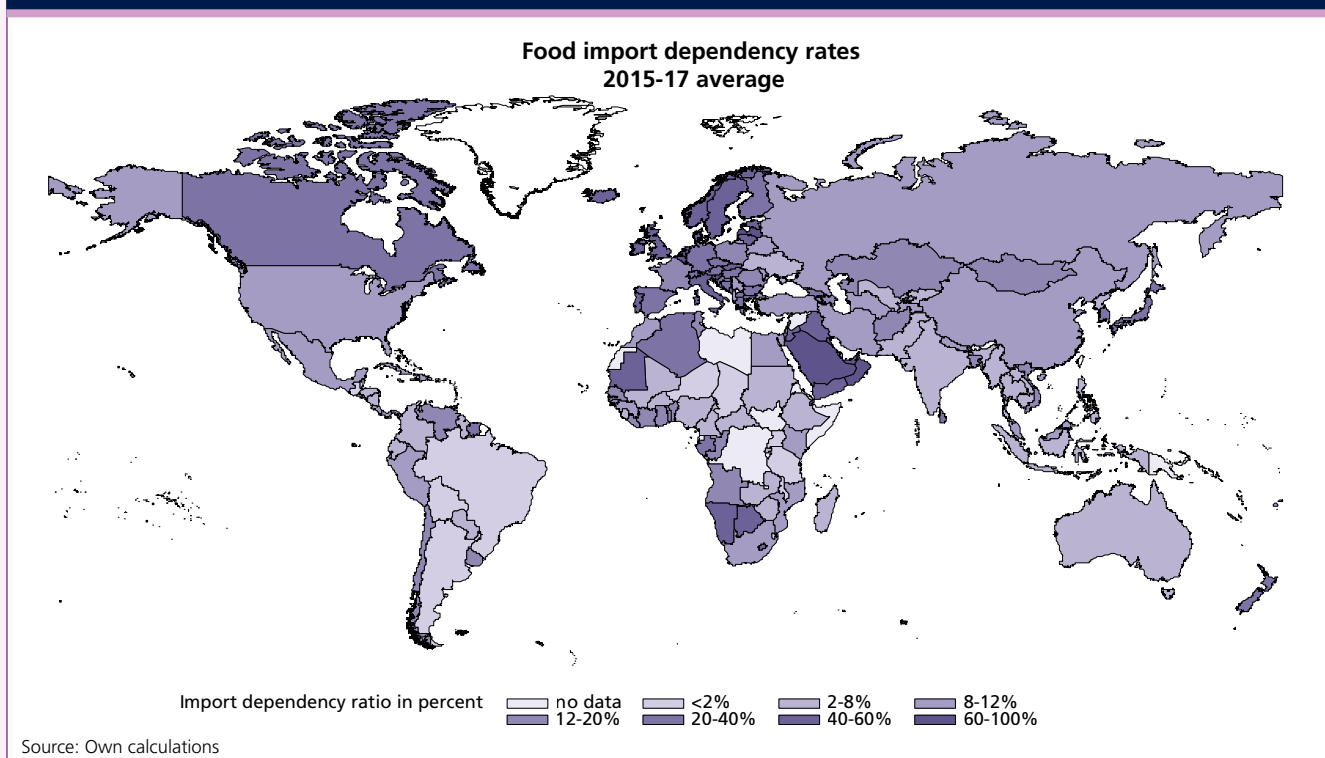 Food import dependency rates
2015-17 average
Import dependency ratio in percent no data <2% 2-8% 8-12%
12-20% 20-40% 40-60% 60-100%
Source: Own calculations